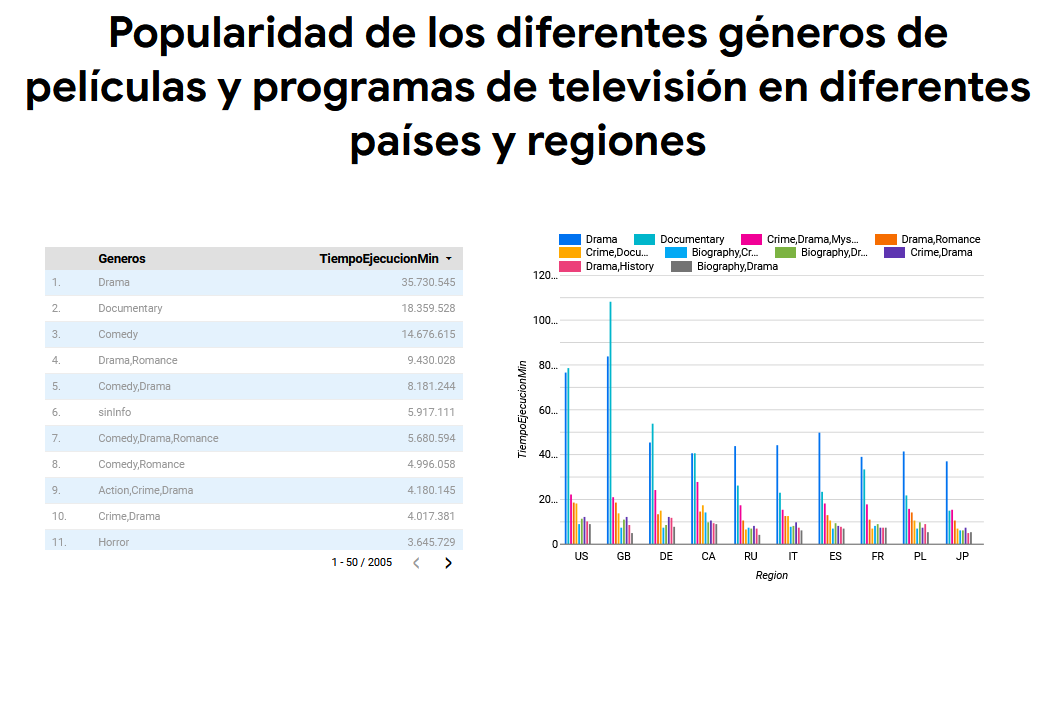 Popularidad de los diferentes géneros de
películas y programas de televisión en diferentes
países y regiones
Generos TiempoEjecucionMin
1. Drama 35.730.545
2. Documentary 18.359.528
3. Comedy 14.676.615
4. Drama,Romance 9.430.028
5. Comedy,Drama 8.181.244
6. sinInfo 5.917.111
7. Comedy,Drama,Romance 5.680.594
8. Comedy,Romance 4.996.058
9. Action,Crime,Drama 4.180.145
10. Crime,Drama 4.017.381
11. Horror 3.645.729
1 - 50 / 2005
Drama Documentary Crime,Drama,Mys... Drama,Romance
Crime,Docu... Biography,Cr... Biography,Dr... Crime,Drama
Drama,History Biography,Drama
120...
100...
80...
60...
40...
20...
0
TiempoEjecucionMin
US GB DE CA RU IT ES FR PL JP
Region